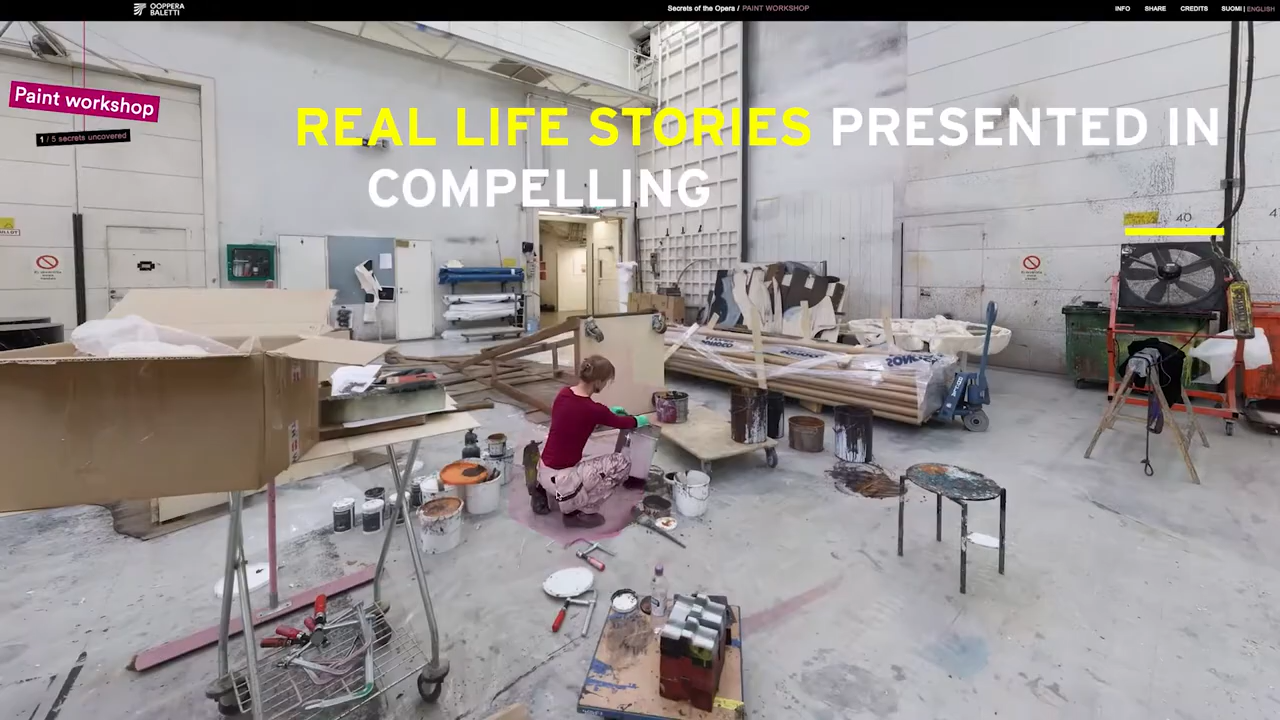 OOPPERA
BALETTI
Secrets of the Opera / PAINT WORKSHOP
INFO SHARE CREDITS SUOMI | ENGLISH
Paint workshop
1 / 5 secrets uncovered
REAL LIFE STORIES PRESENTED IN
COMPELLING
40
SONOCO